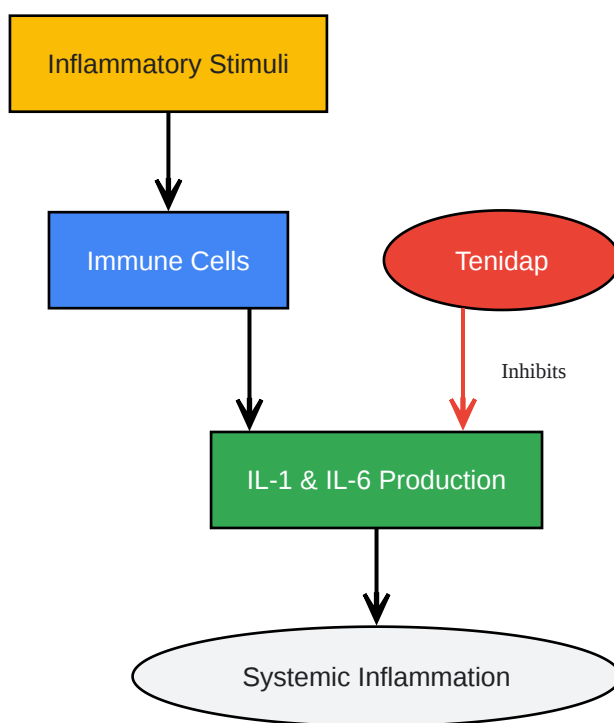 Inflammatory Stimuli
Immune Cells
Tenidap
Inhibits
IL-1 & IL-6 Production
Systemic Inflammation